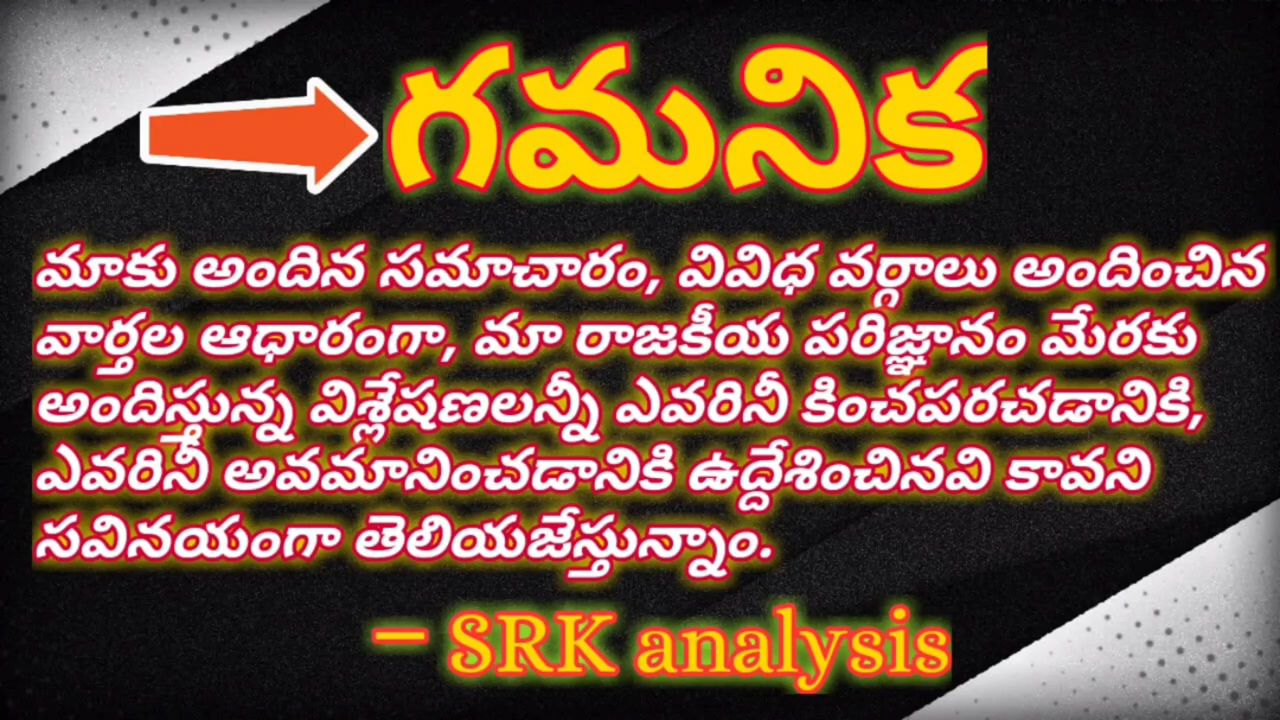 గమనిక
మాకు అందిన సమాచారం, వివిధ వర్గాలు అందించిన
వార్తల ఆధారంగా, మా రాజకీయ పరిజ్ఞానం మేరకు
అందిస్తున్న విశ్లేషణలన్నీ ఎవరినీ కించపరచడానికి,
ఎవరినీ అవమానించడానికి ఉద్దేశించినవి కావని
సవినయంగా తెలియజేస్తున్నాం.
– SRK analysis